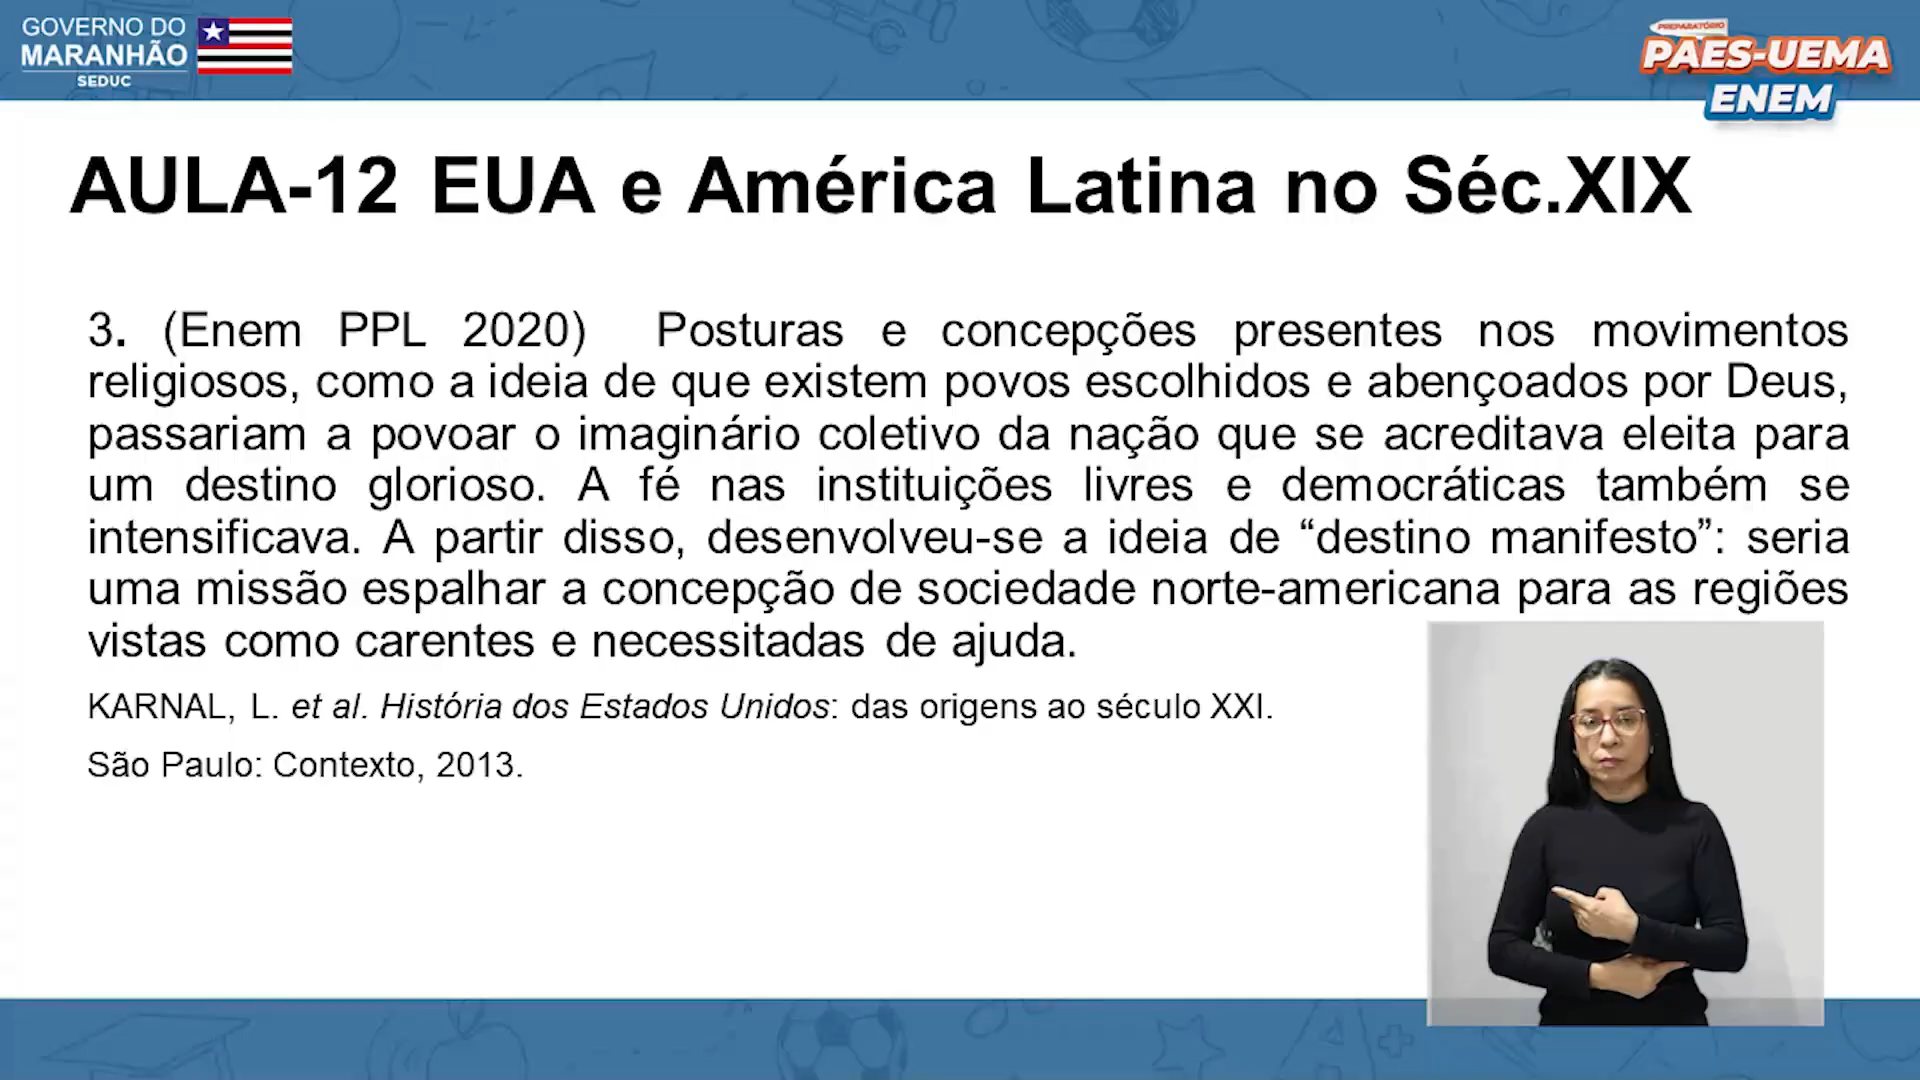 GOVERNO DO
MARANHÃO
SEDUC
PREPARATÓRIO
PAES-UEMA
ENEM
AULA-12 EUA e América Latina no Séc.XIX
3. (Enem PPL 2020) Posturas e concepções presentes nos movimentos
religiosos, como a ideia de que existem povos escolhidos e abençoados por Deus,
passariam a povoar o imaginário coletivo da nação que se acreditava eleita para
um destino glorioso. A fé nas instituições livres e democráticas também se
intensificava. A partir disso, desenvolveu-se a ideia de “destino manifesto”: seria
uma missão espalhar a concepção de sociedade norte-americana para as regiões
vistas como carentes e necessitadas de ajuda.
KARNAL, L. et al. História dos Estados Unidos: das origens ao século XXI.
São Paulo: Contexto, 2013.
A+